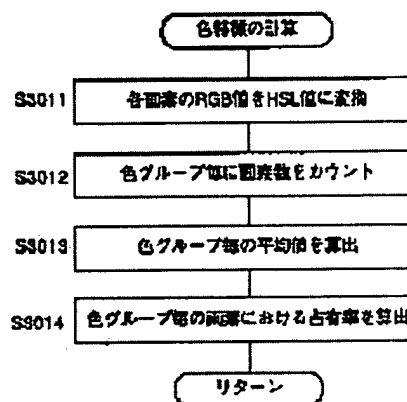 色特徴の計算
S3011 各画素のRGB値をHSL値に変換
S3012 色グループ毎に画素数をカウント
S3013 色グループ毎の平均値を算出
S3014 色グループ毎の画像における占有率を算出
リターン